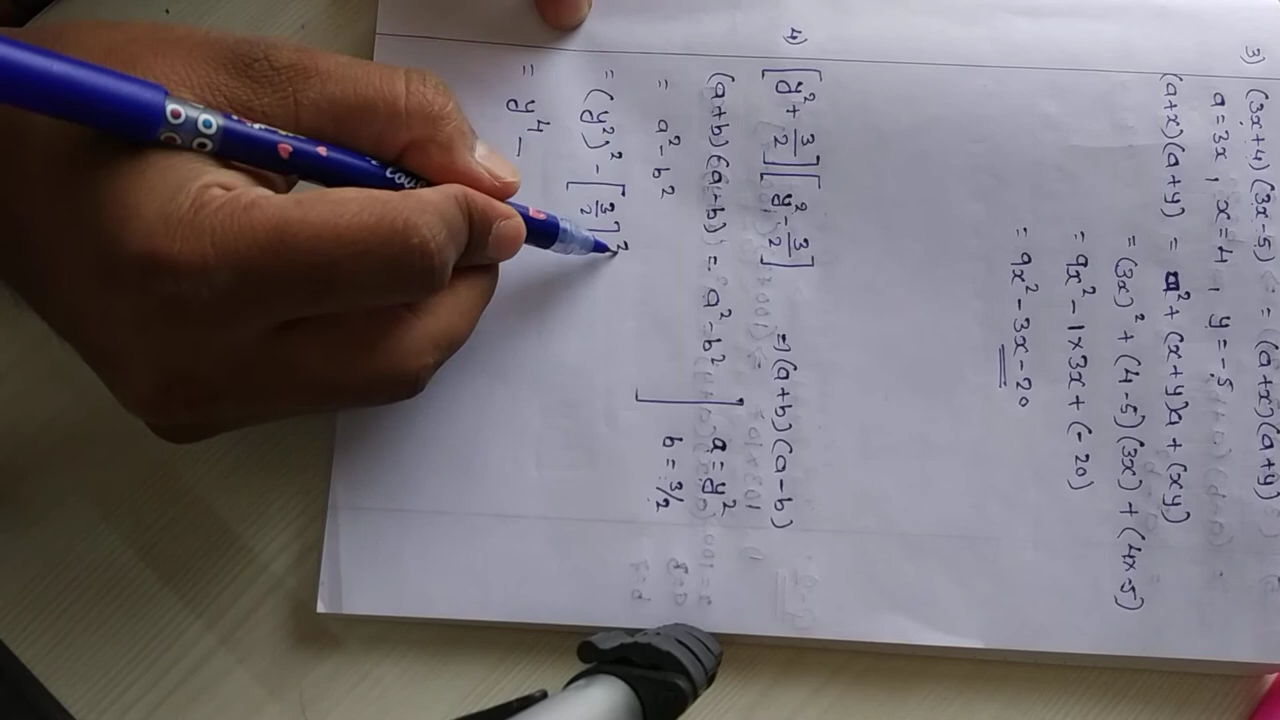 3) (3x+4)(3x-5) = (a+x)(a+y)
a=3x, x=4, y=-5
(a+x)(a+y) = a²+(x+y)a+(xy)
= (3x)²+(4-5)(3x)+(4x-5)
= 9x²-1×3x+(-20)
= 9x²-3x-20
4) [y²+3/2][y²-3/2] =)(a+b)(a-b)
(a+b)(a-b) = a²-b² a=y²
= a²-b² b=3/2
= (y²)²-[3/2]²
= y⁴-